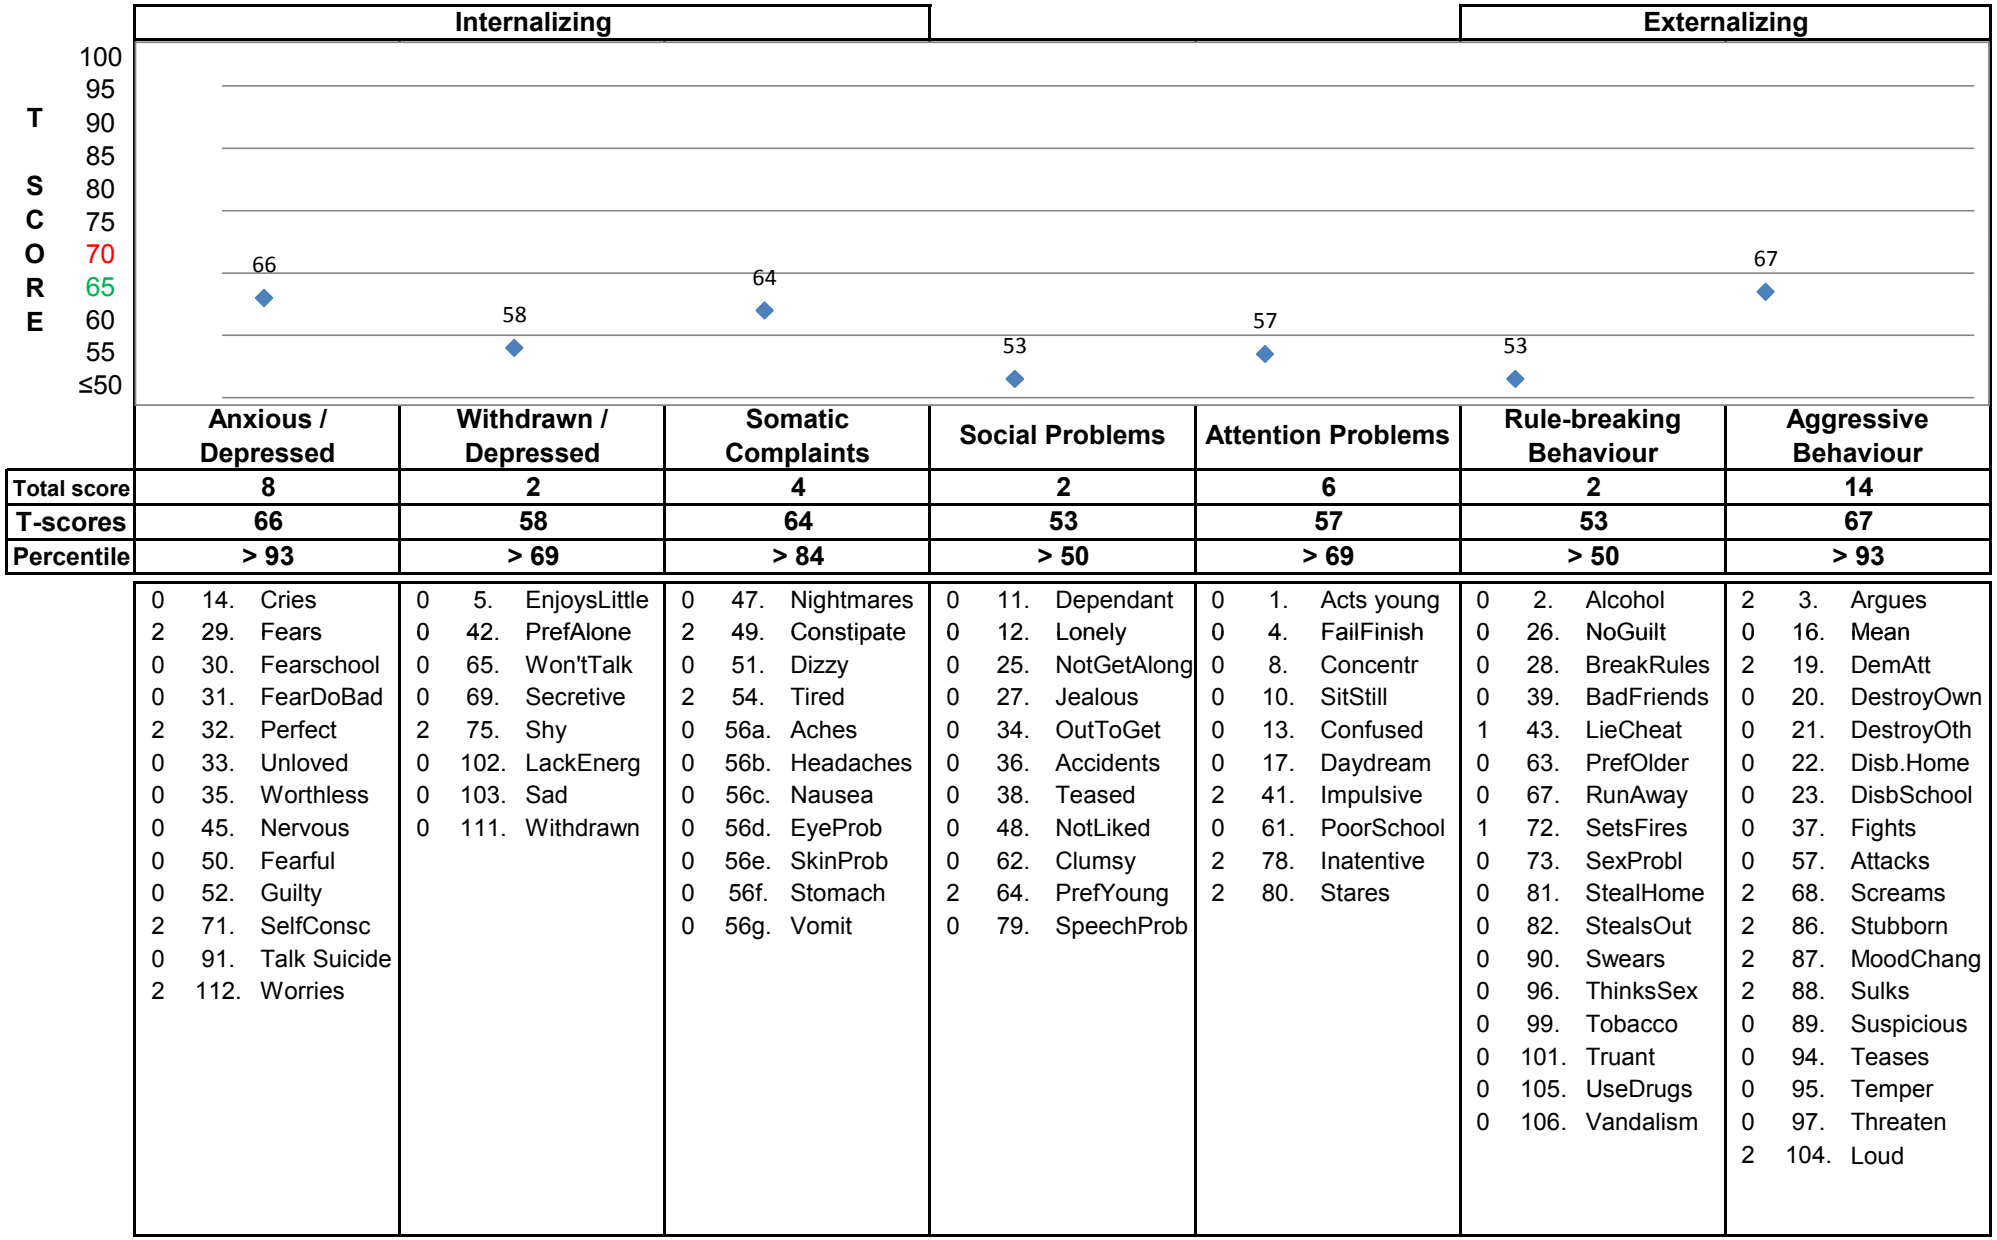 Internalizing Externalizing
T SCORE
100
95
90
85
80
75
70
65
60
55
≤50
66 58 64 53 57 53 67
Anxious / Depressed Withdrawn / Depressed Somatic Complaints Social Problems Attention Problems Rule-breaking Behaviour Aggressive Behaviour
Total score 8 2 4 2 6 2 14
T-scores 66 58 64 53 57 53 67
Percentile > 93 > 69 > 84 > 50 > 69 > 50 > 93
0 14. Cries 0 5. EnjoysLittle 0 47. Nightmares 0 11. Dependant 0 1. Acts young 0 2. Alcohol 2 3. Argues
2 29. Fears 0 42. PrefAlone 2 49. Constipate 0 12. Lonely 0 4. FailFinish 0 26. NoGuilt 0 16. Mean
0 30. Fearschool 0 65. Won'tTalk 0 51. Dizzy 0 25. NotGetAlong 0 8. Concentr 0 28. BreakRules 2 19. DemAtt
0 31. FearDoBad 0 69. Secretive 2 54. Tired 0 27. Jealous 0 10. SitStill 0 39. BadFriends 0 20. DestroyOwn
2 32. Perfect 2 75. Shy 0 56a. Aches 0 34. OutToGet 0 13. Confused 1 43. LieCheat 0 21. DestroyOth
0 33. Unloved 0 102. LackEnerg 0 56b. Headaches 0 36. Accidents 0 17. Daydream 0 63. PrefOlder 0 22. Disb.Home
0 35. Worthless 0 103. Sad 0 56c. Nausea 0 38. Teased 2 41. Impulsive 0 67. RunAway 0 23. DisbSchool
0 45. Nervous 0 111. Withdrawn 0 56d. EyeProb 0 48. NotLiked 0 61. PoorSchool 1 72. SetsFires 0 37. Fights
0 50. Fearful 0 56e. SkinProb 0 62. Clumsy 2 78. Inatentive 0 73. SexProbl 0 57. Attacks
0 52. Guilty 0 56f. Stomach 2 64. PrefYoung 2 80. Stares 0 81. StealHome 2 68. Screams
2 71. SelfConsc 0 56g. Vomit 0 79. SpeechProb 0 82. StealsOut 2 86. Stubborn
0 91. Talk Suicide 0 90. Swears 2 87. MoodChang
2 112. Worries 0 96. ThinksSex 2 88. Sulks
0 99. Tobacco 0 89. Suspicious
0 101. Truant 0 94. Teases
0 105. UseDrugs 0 95. Temper
0 106. Vandalism 0 97. Threaten
2 104. Loud